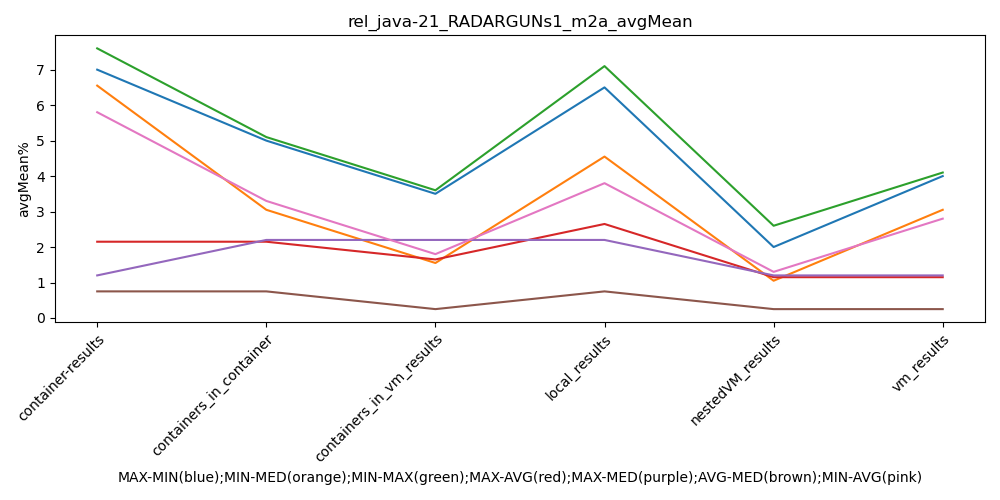 rel_java-21_RADARGUNs1_m2a_avgMean
avgMean%
7
6
5
4
3
2
1
0
container-results
containers_in_container
containers_in_vm_results
local_results
nestedVM_results
vm_results
MAX-MIN(blue);MIN-MED(orange);MIN-MAX(green);MAX-AVG(red);MAX-MED(purple);AVG-MED(brown);MIN-AVG(pink)